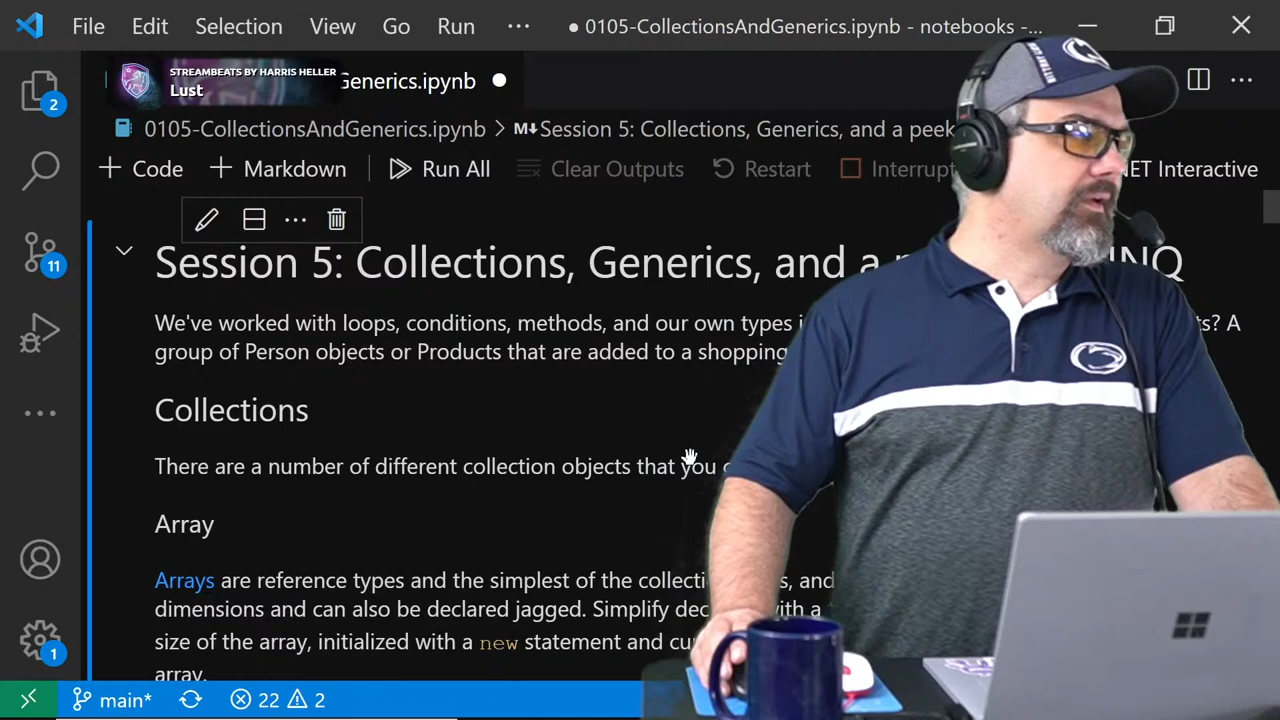 File Edit Selection View Go Run ··· ● 0105-CollectionsAndGenerics.ipynb - notebooks -...
STREAMBEATS BY HARRIS HELLER
Lust
Generics.ipynb
0105-CollectionsAndGenerics.ipynb > M↓Session 5: Collections, Generics, and a peek
+ Code + Markdown Run All Clear Outputs Restart Interrup NET Interactive
Session 5: Collections, Generics, and a
We've worked with loops, conditions, methods, and our own types ? A
group of Person objects or Products that are added to a shopping
Collections
There are a number of different collection objects that you
Array
Arrays are reference types and the simplest of the and
dimensions and can also be declared jagged. Simplify with a
size of the array, initialized with a new statement and
array.
2
11
1
main* 22 2